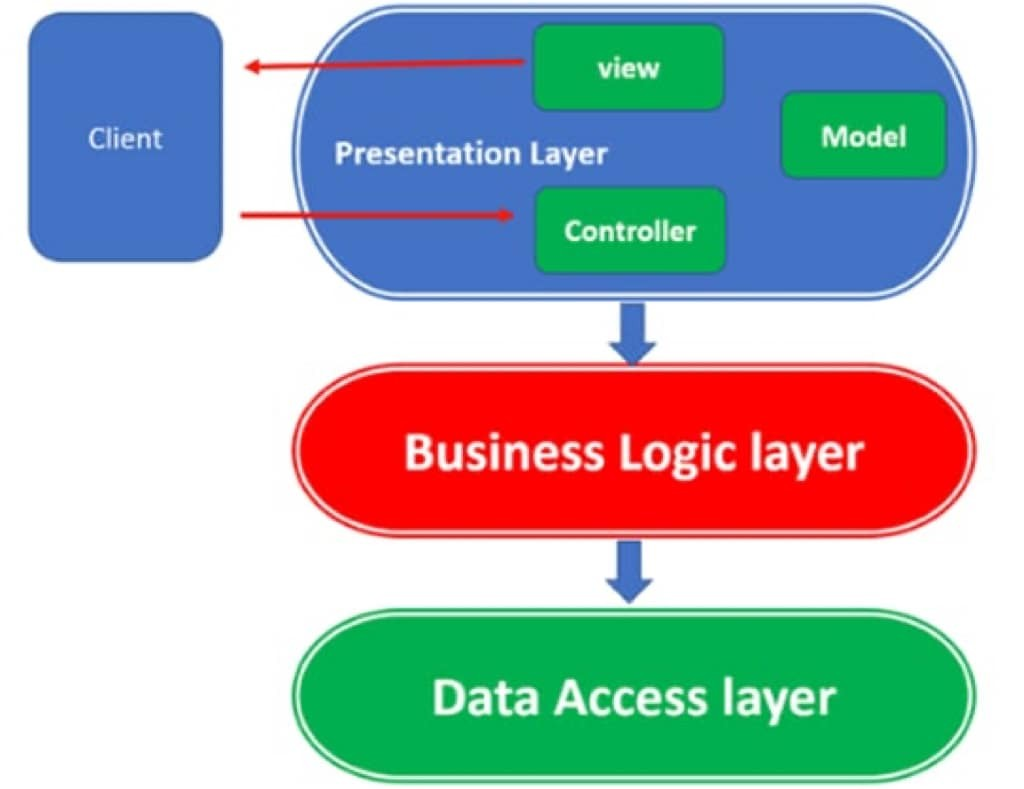 view
Client
Model
Presentation Layer
Controller
Business Logic layer
Data Access layer